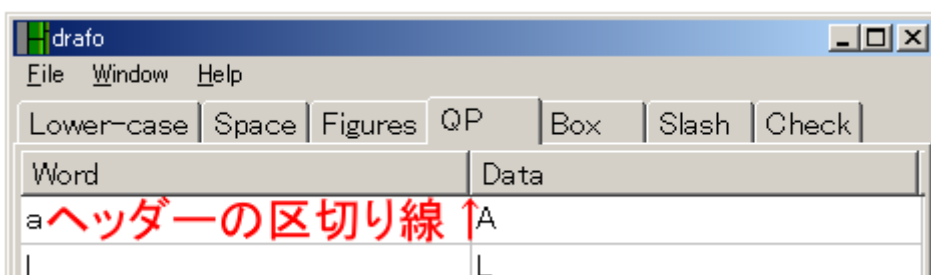 drafo
File Window Help
Lower-case Space Figures QP Box Slash Check
Word Data
a ヘッダーの区切り線 ↑ A